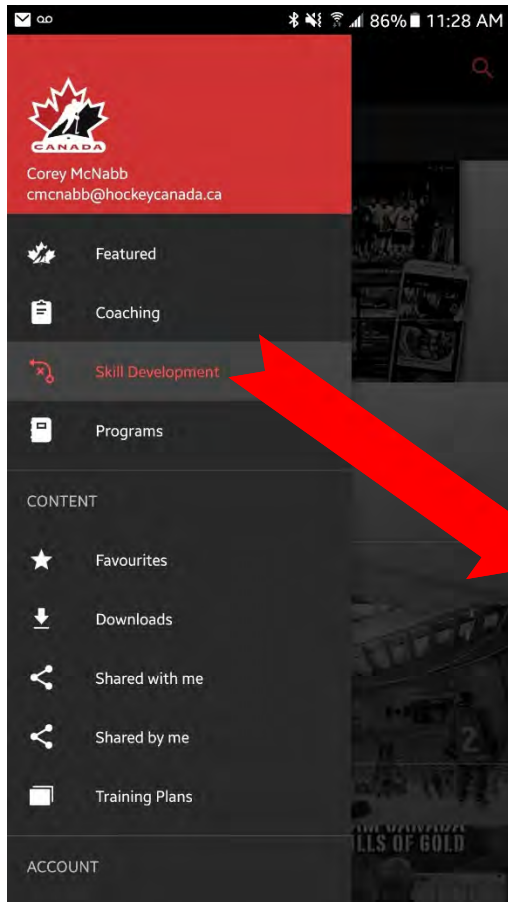 86% 11:28 AM
CANADA
Corey McNabb
cmcnabb@hockeycanada.ca
Featured
Coaching
Skill Development
Programs
CONTENT
Favourites
Downloads
Shared with me
Shared by me
2
Training Plans
LLS OF GOLD
ACCOUNT